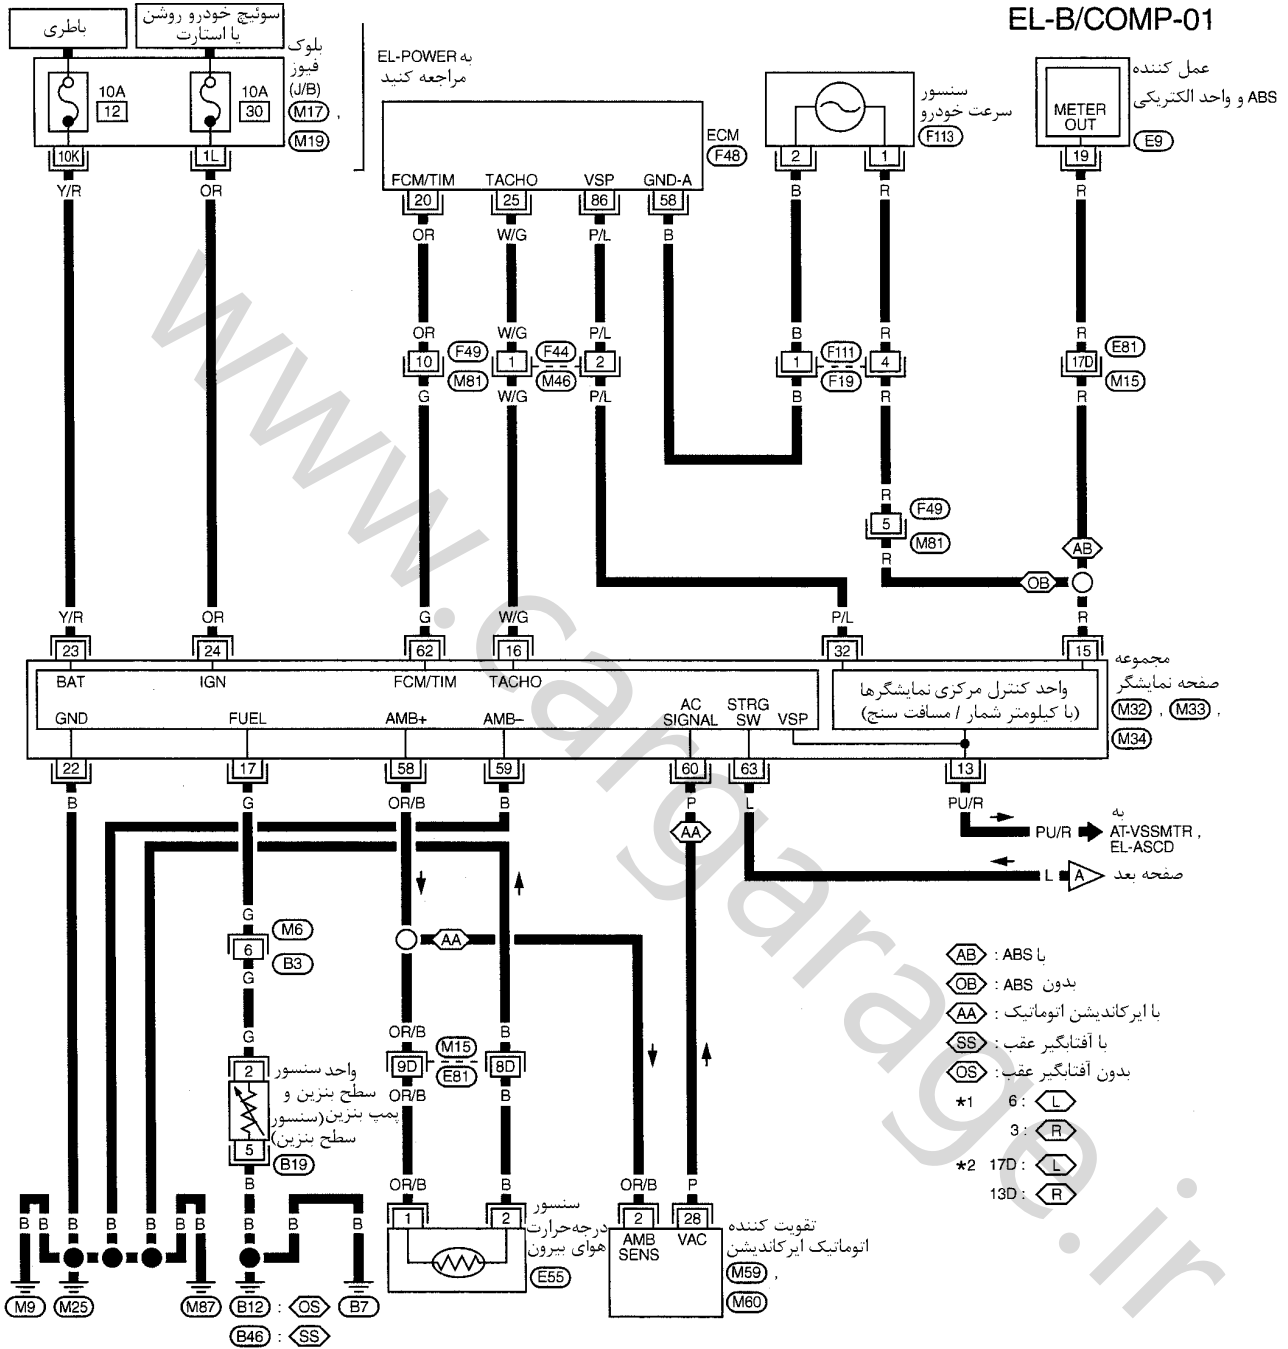 EL-B/COMP-01
باطری
سوئیچ خودرو روشن
یا استارت
بلوک
فیوز
(J/B)
M17 ,
M19
10A
12
10A
30
10K
1L
Y/R
OR
به EL-POWER
مراجعه کنید
ECM
F48
FCM/TIM TACHO VSP GND-A
20 25 86 58
OR W/G P/L B
سنسور
سرعت خودرو
F113
2 1
B R
عمل کننده
ABS و واحد الکتریکی
METER
OUT
E9
19
R
OR W/G P/L B R R
10 F49 M81 1 F44 M46 2 1 F111 F19 4 17D E81 M15
G W/G P/L B R R
R
5 F49
M81
R
AB
OB
Y/R OR G W/G P/L R
23 24 62 16 32 15
BAT IGN FCM/TIM TACHO
واحد کنترل مرکزی نمایشگرها
(با کیلومتر شمار / مسافت سنج)
مجموعه
صفحه نمایشگر
M32 , M33 ,
M34
GND FUEL AMB+ AMB–
AC
SIGNAL
STRG
SW
VSP
22 17 58 59 60 63 13
B G OR/B B P L PU/R
AA
PU/R
به
AT-VSSMTR ,
EL-ASCD
L A صفحه بعد
G
6 M6
B3
G
AA
G
2
واحد سنسور
سطح بنزین و
پمپ بنزین(سنسور
سطح بنزین)
5
B19
B
OR/B B
9D M15 E81 8D
OR/B B
AB : با ABS
OB : بدون ABS
AA : با ایرکاندیشن اتوماتیک
SS : با آفتابگیر عقب
OS : بدون آفتابگیر عقب
*1 6 : L
3 : R
*2 17D : L
13D : R
OR/B B OR/B P
1 2
سنسور
درجه حرارت
هوای بیرون
E55
2 28
AMB
SENS
VAC
تقویت کننده
اتوماتیک ایرکاندیشن
M59 ,
M60
B B B B B B B B B B
M9 M25 M87 B12 : OS B7
B46 : SS
www.cargarage.ir